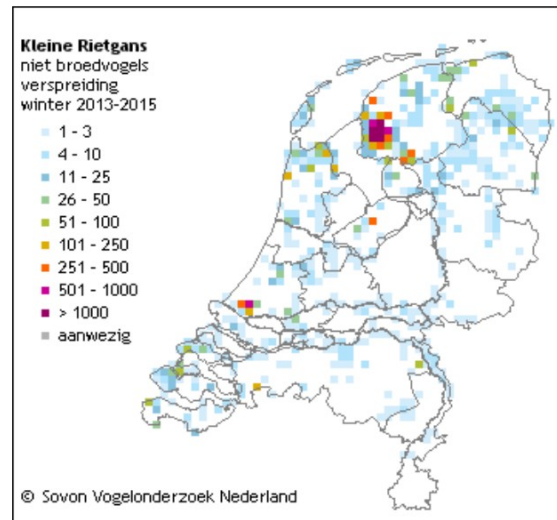 Kleine Rietgans
niet broedvogels
verspreiding
winter 2013-2015
1 - 3
4 - 10
11 - 25
26 - 50
51 - 100
101 - 250
251 - 500
501 - 1000
> 1000
aanwezig
© Sovon Vogelonderzoek Nederland